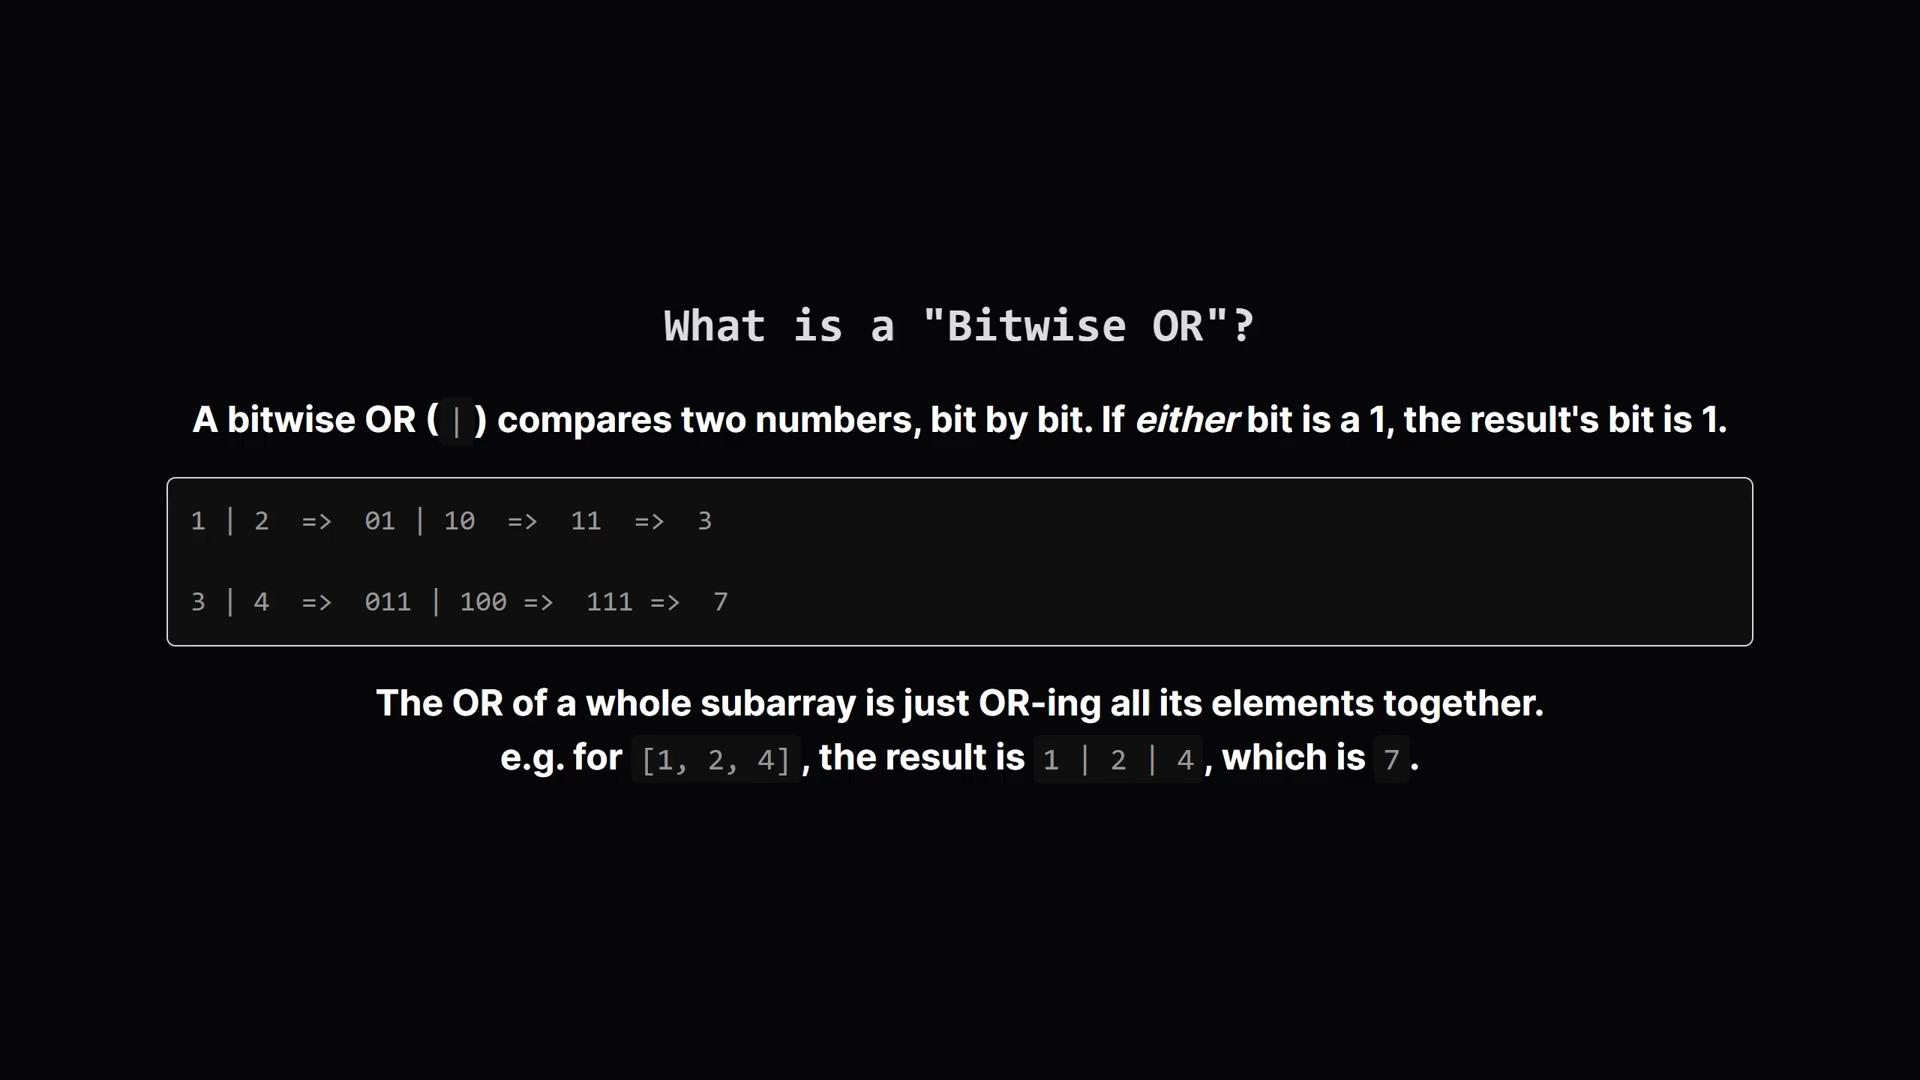 What is a "Bitwise OR"?
A bitwise OR ( | ) compares two numbers, bit by bit. If either bit is a 1, the result's bit is 1.
1 | 2  =>  01 | 10  =>  11  =>  3
3 | 4  =>  011 | 100 =>  111 =>  7
The OR of a whole subarray is just OR-ing all its elements together.
e.g. for [1, 2, 4], the result is 1 | 2 | 4, which is 7.